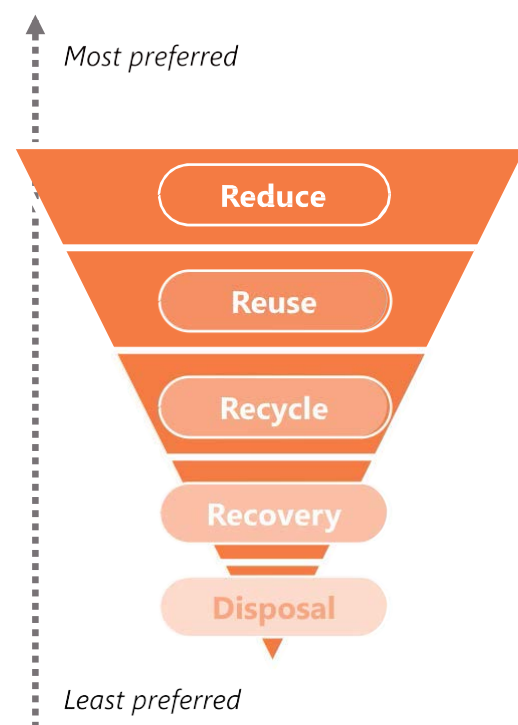 Most preferred
Reduce
Reuse
Recycle
Recovery
Disposal
Least preferred